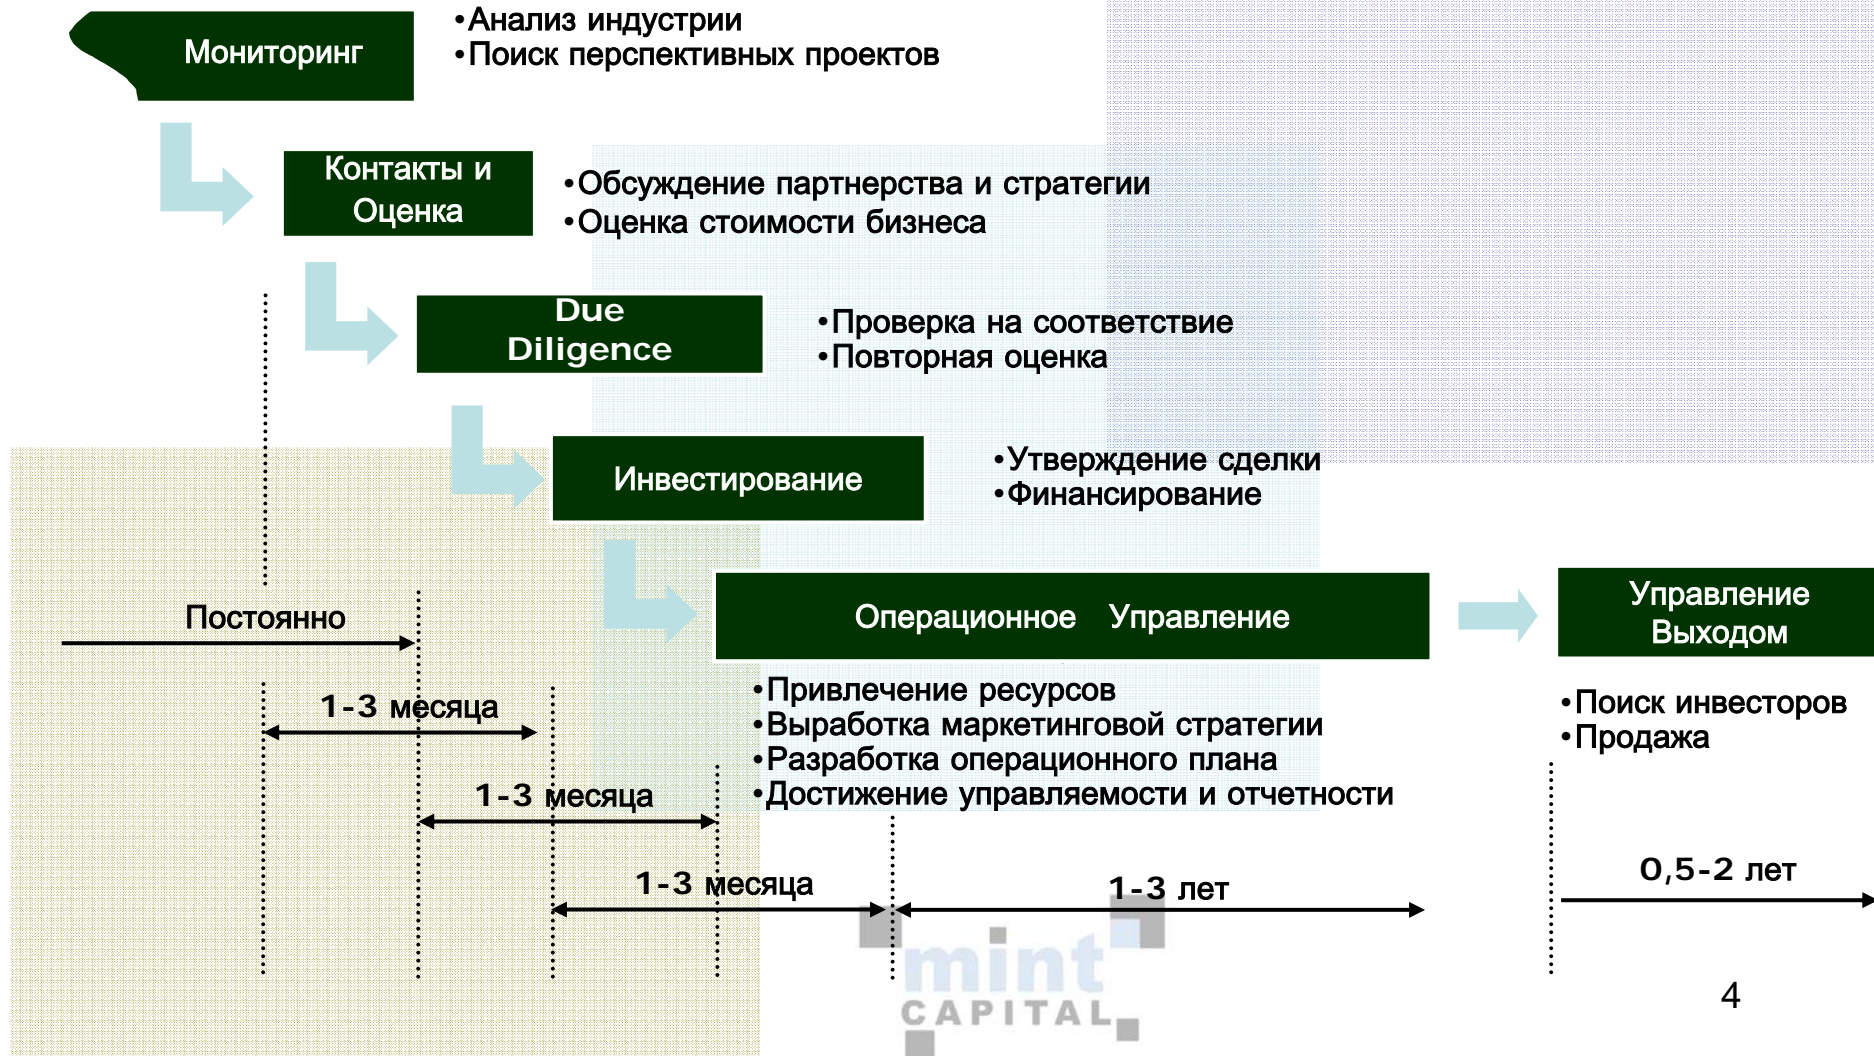 Мониторинг
•Анализ индустрии
•Поиск перспективных проектов
Контакты и
Оценка
•Обсуждение партнерства и стратегии
•Оценка стоимости бизнеса
Due
Diligence
•Проверка на соответствие
•Повторная оценка
Инвестирование
•Утверждение сделки
•Финансирование
Операционное Управление
Управление
Выходом
Постоянно
•Привлечение ресурсов
•Выработка маркетинговой стратегии
•Разработка операционного плана
•Достижение управляемости и отчетности
•Поиск инвесторов
•Продажа
1-3 месяца
1-3 месяца
1-3 месяца
1-3 лет
0,5-2 лет
mint
CAPITAL
4